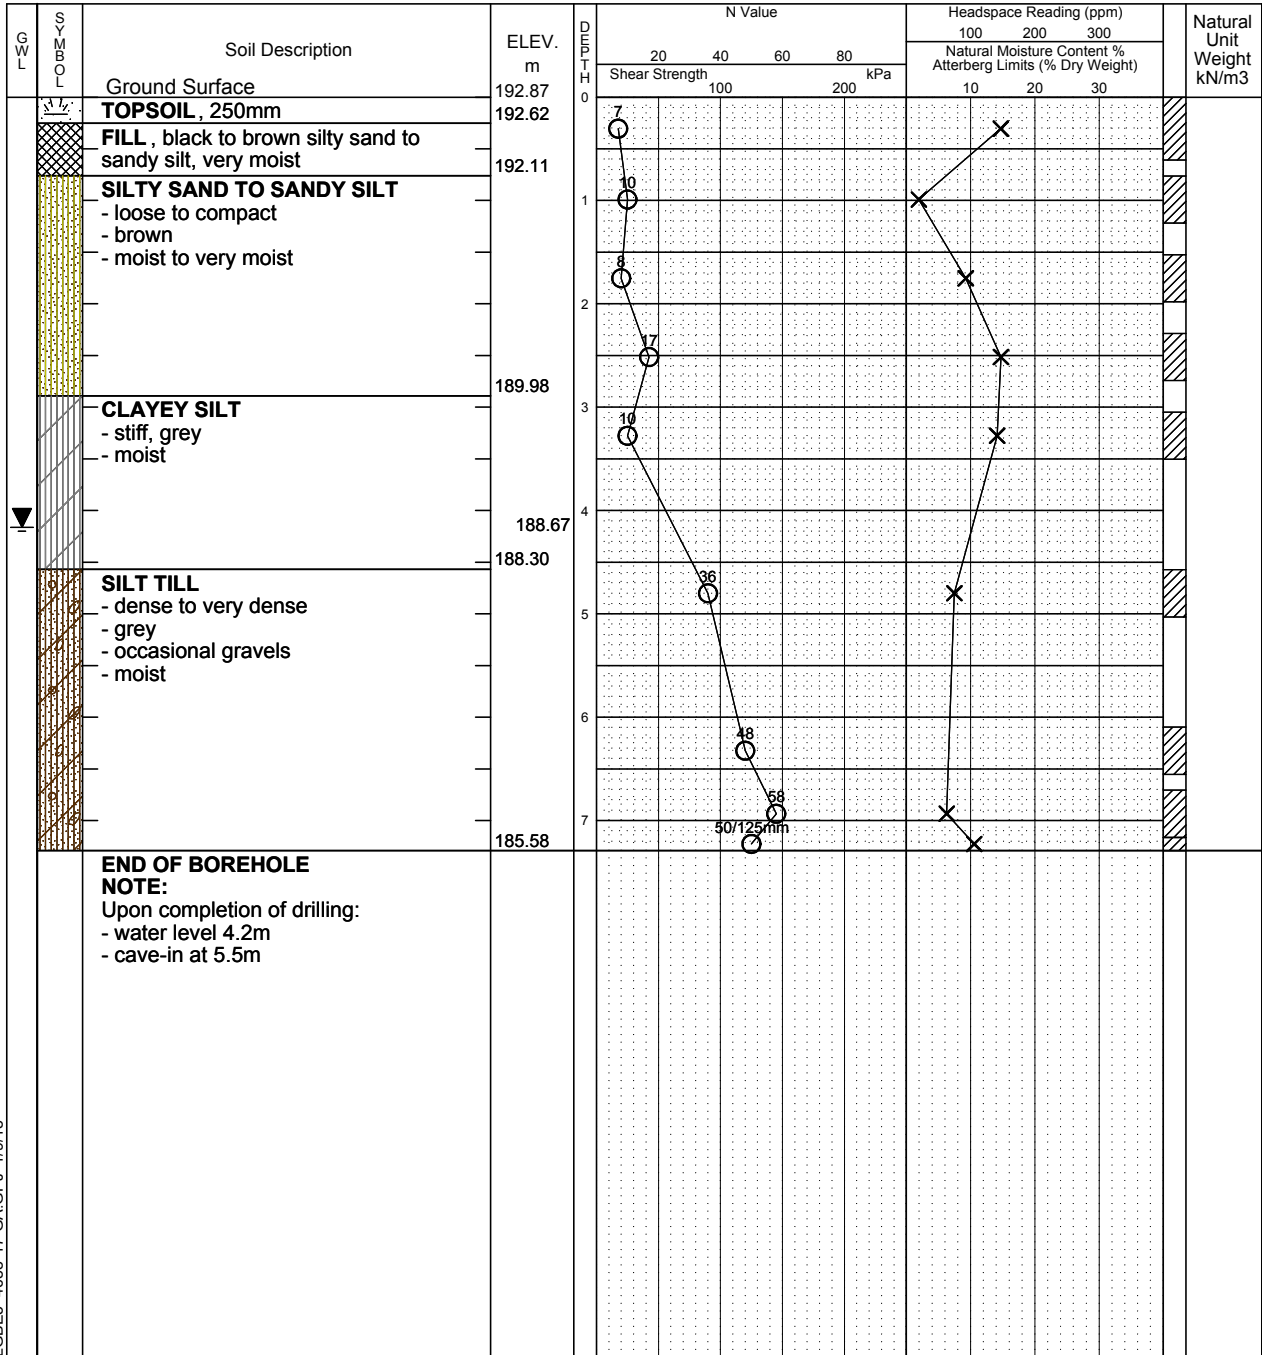 GWL
SYMBOL
Soil Description
Ground Surface
ELEV.
m
192.87
DEPTH
N Value
20 40 60 80
Shear Strength kPa
100 200
Headspace Reading (ppm)
100 200 300
Natural Moisture Content %
Atterberg Limits (% Dry Weight)
10 20 30
Natural
Unit
Weight
kN/m3
0
TOPSOIL, 250mm
192.62
7
FILL, black to brown silty sand to
sandy silt, very moist
192.11
SILTY SAND TO SANDY SILT
- loose to compact
- brown
- moist to very moist
10
1
8
2
17
189.98
CLAYEY SILT
- stiff, grey
- moist
3
10
4
188.67
188.30
SILT TILL
- dense to very dense
- grey
- occasional gravels
- moist
36
5
6
48
58
7
50/125mm
185.58
END OF BOREHOLE
NOTE:
Upon completion of drilling:
- water level 4.2m
- cave-in at 5.5m